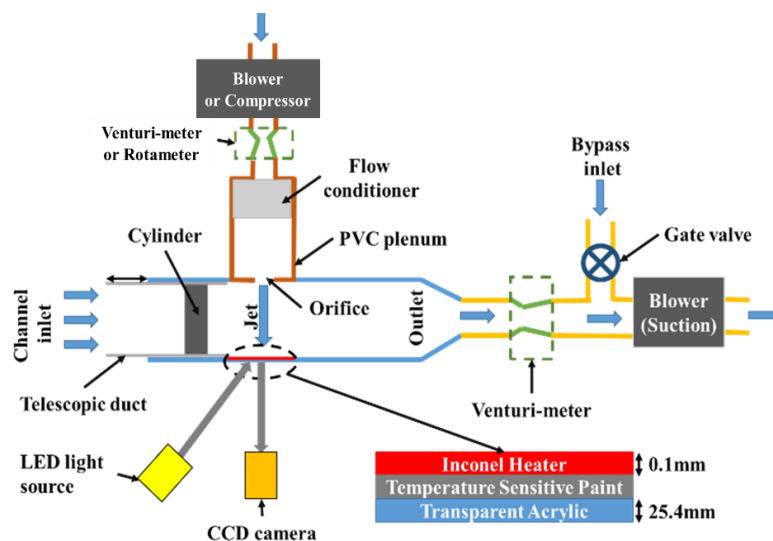 Blower
or Compressor
Venturi-meter
or Rotameter
Flow
conditioner
Bypass
inlet
Cylinder
PVC plenum
Gate valve
Orifice
Channel
inlet
Jet
Outlet
Blower
(Suction)
Telescopic duct
Venturi-meter
LED light
source
CCD camera
Inconel Heater
0.1mm
Temperature Sensitive Paint
Transparent Acrylic
25.4mm